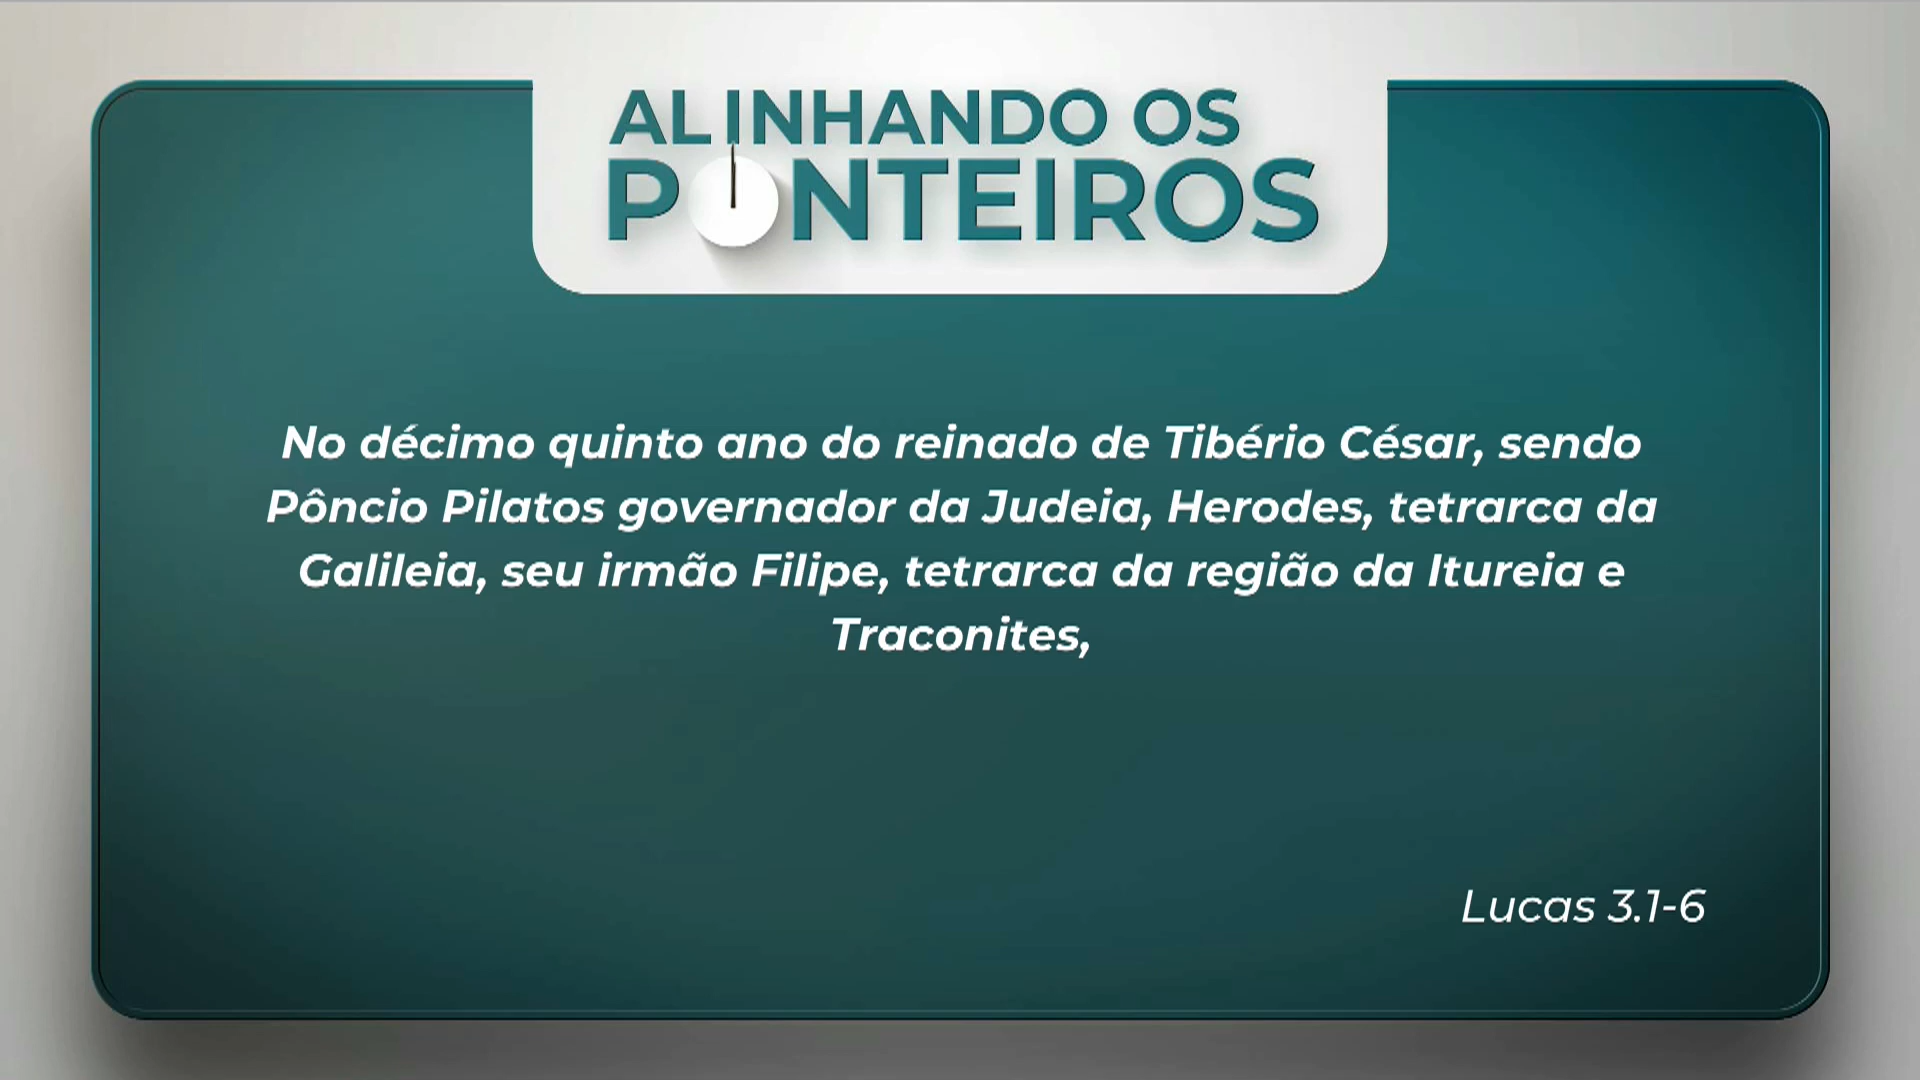 ALINHANDO OS
PONTEIROS
No décimo quinto ano do reinado de Tibério César, sendo
Pôncio Pilatos governador da Judeia, Herodes, tetrarca da
Galileia, seu irmão Filipe, tetrarca da região da Itureia e
Traconites,
Lucas 3.1-6